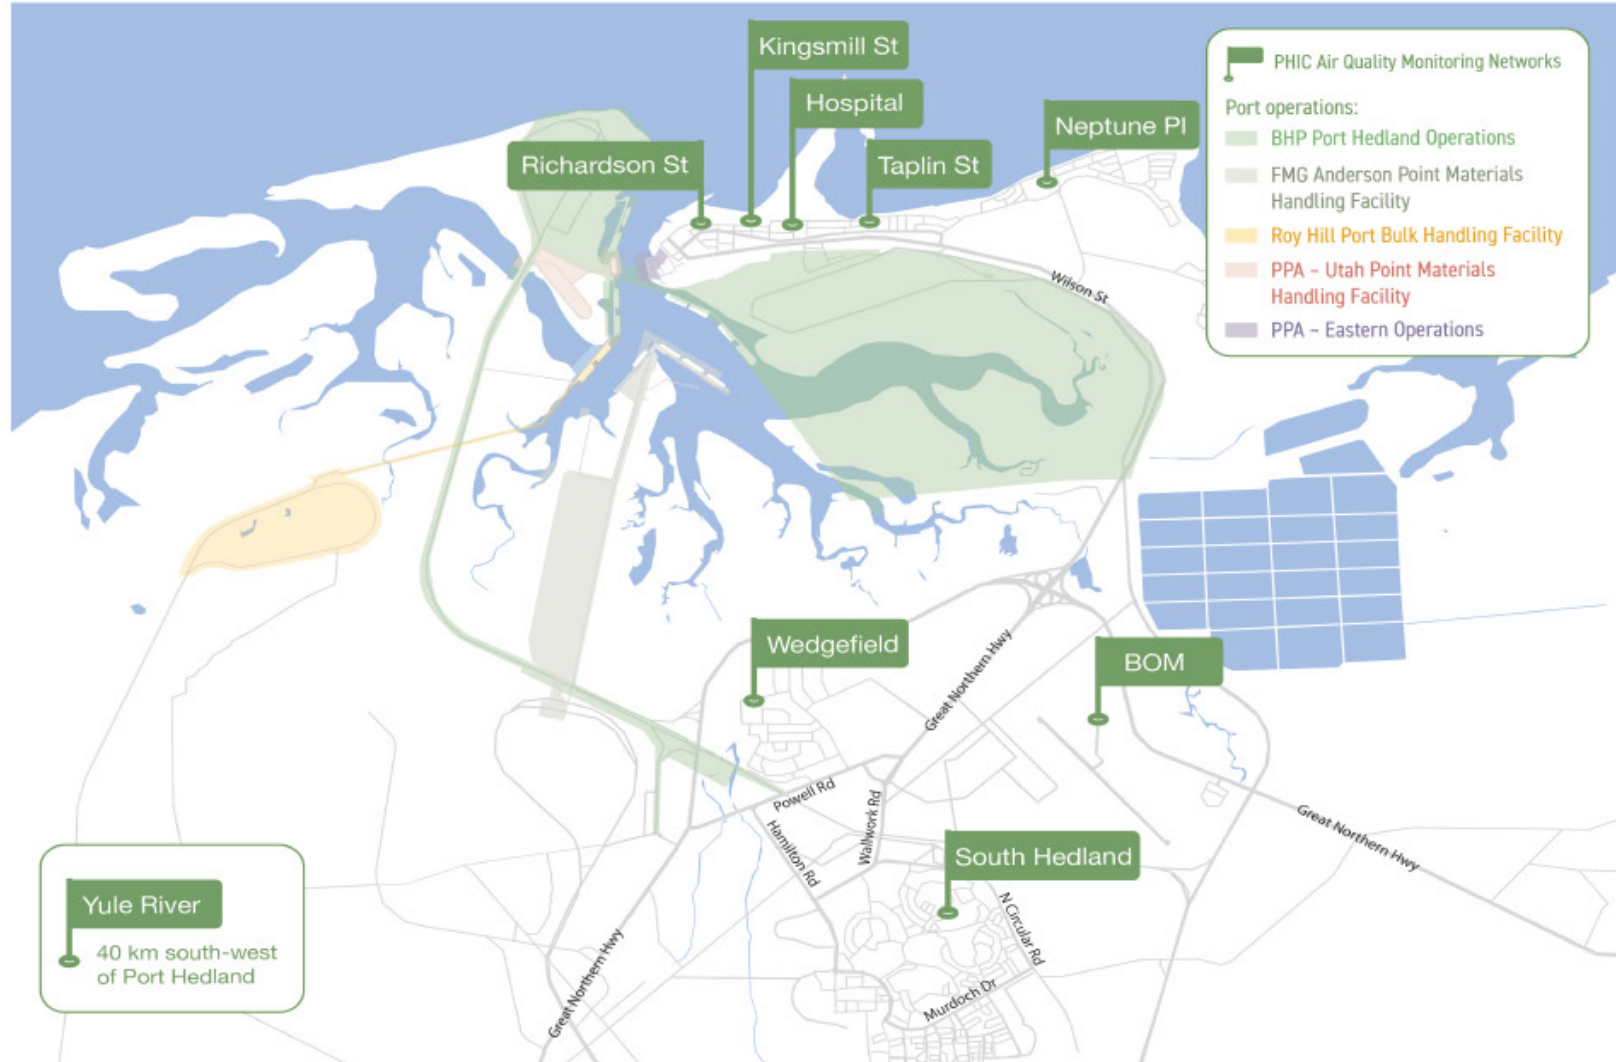 Kingsmill St
Hospital
Neptune Pl
Richardson St
Taplin St
PHIC Air Quality Monitoring Networks
Port operations:
BHP Port Hedland Operations
FMG Anderson Point Materials
Handling Facility
Roy Hill Port Bulk Handling Facility
PPA – Utah Point Materials
Handling Facility
PPA – Eastern Operations
Wilson St
Wedgefield
BOM
Great Northern Hwy
Powell Rd
Hamilton Rd
Wallwork Rd
Great Northern Hwy
South Hedland
N Circular Rd
Murdoch Dr
Great Northern Hwy
Yule River
40 km south-west
of Port Hedland